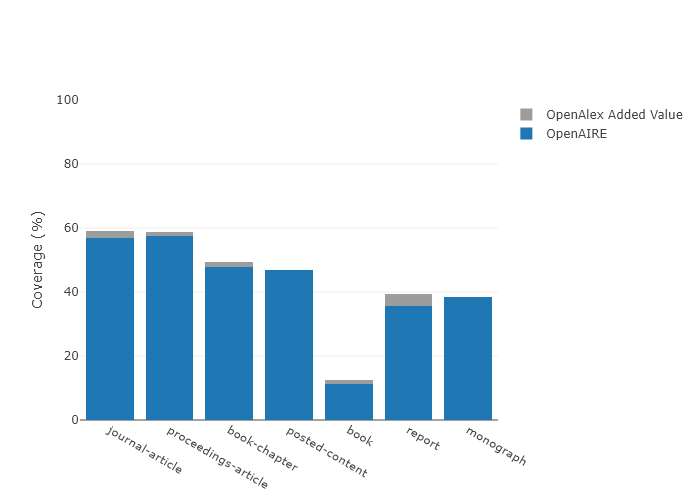 100
80
60
40
20
0
Coverage (%)
journal-article
proceedings-article
book-chapter
posted-content
book
report
monograph
OpenAlex Added Value
OpenAIRE